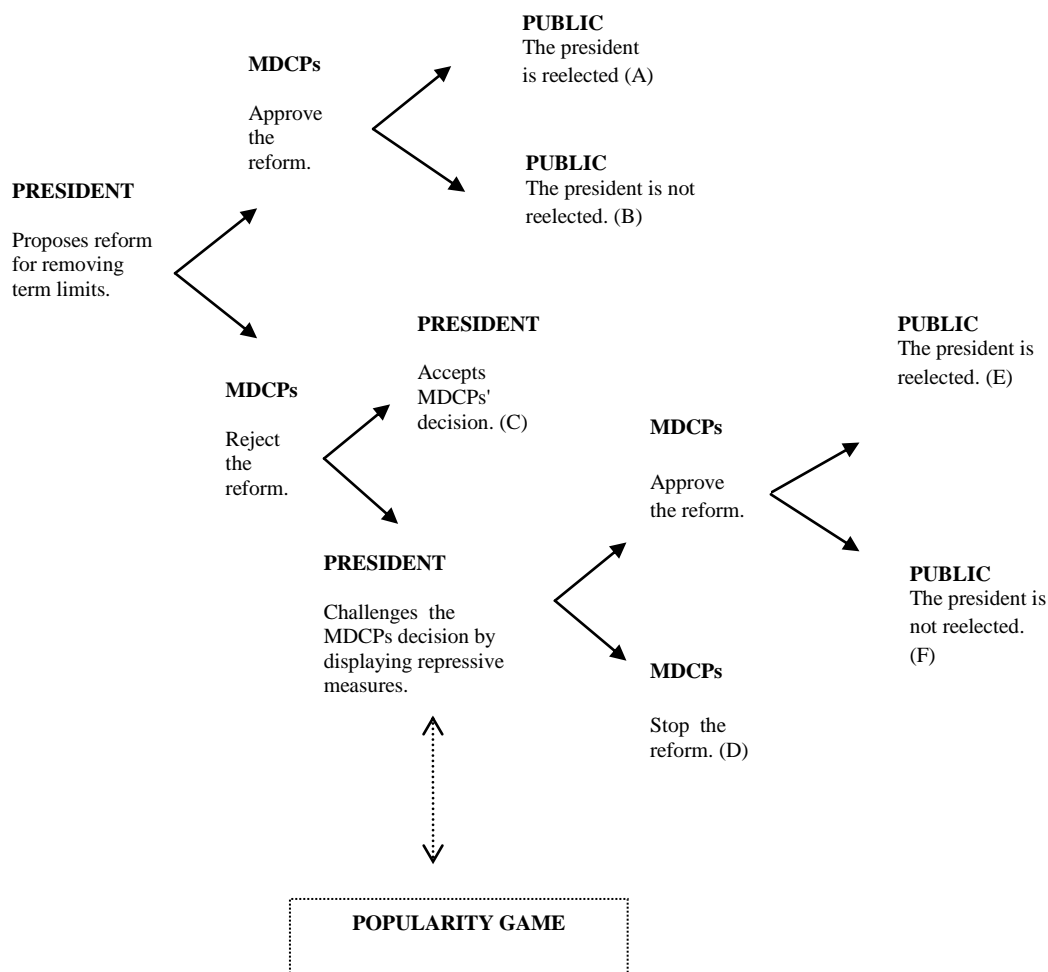 PUBLIC
The president
is reelected (A)
MDCPs
Approve
the
reform.
PUBLIC
The president is not
reelected. (B)
PRESIDENT
Proposes reform
for removing
term limits.
PRESIDENT
Accepts
MDCPs'
decision. (C)
MDCPs
Reject
the
reform.
PUBLIC
The president is
reelected. (E)
MDCPs
Approve
the reform.
PRESIDENT
Challenges the
MDCPs decision by
displaying repressive
measures.
PUBLIC
The president is
not reelected.
(F)
MDCPs
Stop the
reform. (D)
POPULARITY GAME